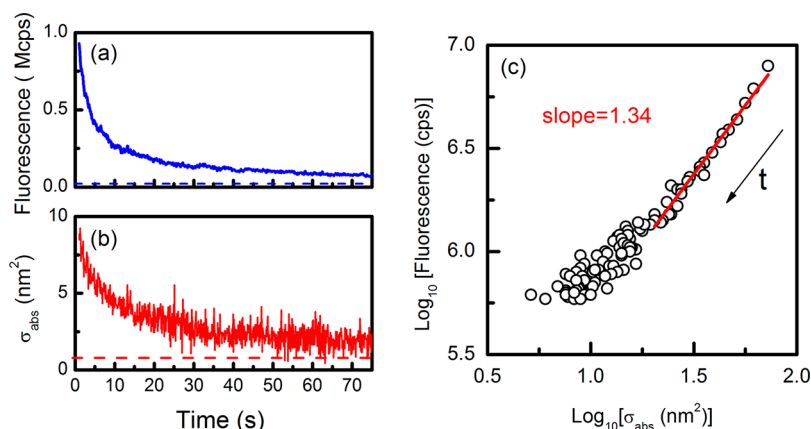 (a)
Fluorescence ( Mcps)
1.0
0.5
0.0
(b)
σabs (nm²)
10
5
0
0 10 20 30 40 50 60 70
Time (s)
(c)
slope=1.34
t
Log10[Fluorescence (cps)]
7.0
6.5
6.0
5.5
0.5 1.0 1.5 2.0
Log10[σabs (nm²)]